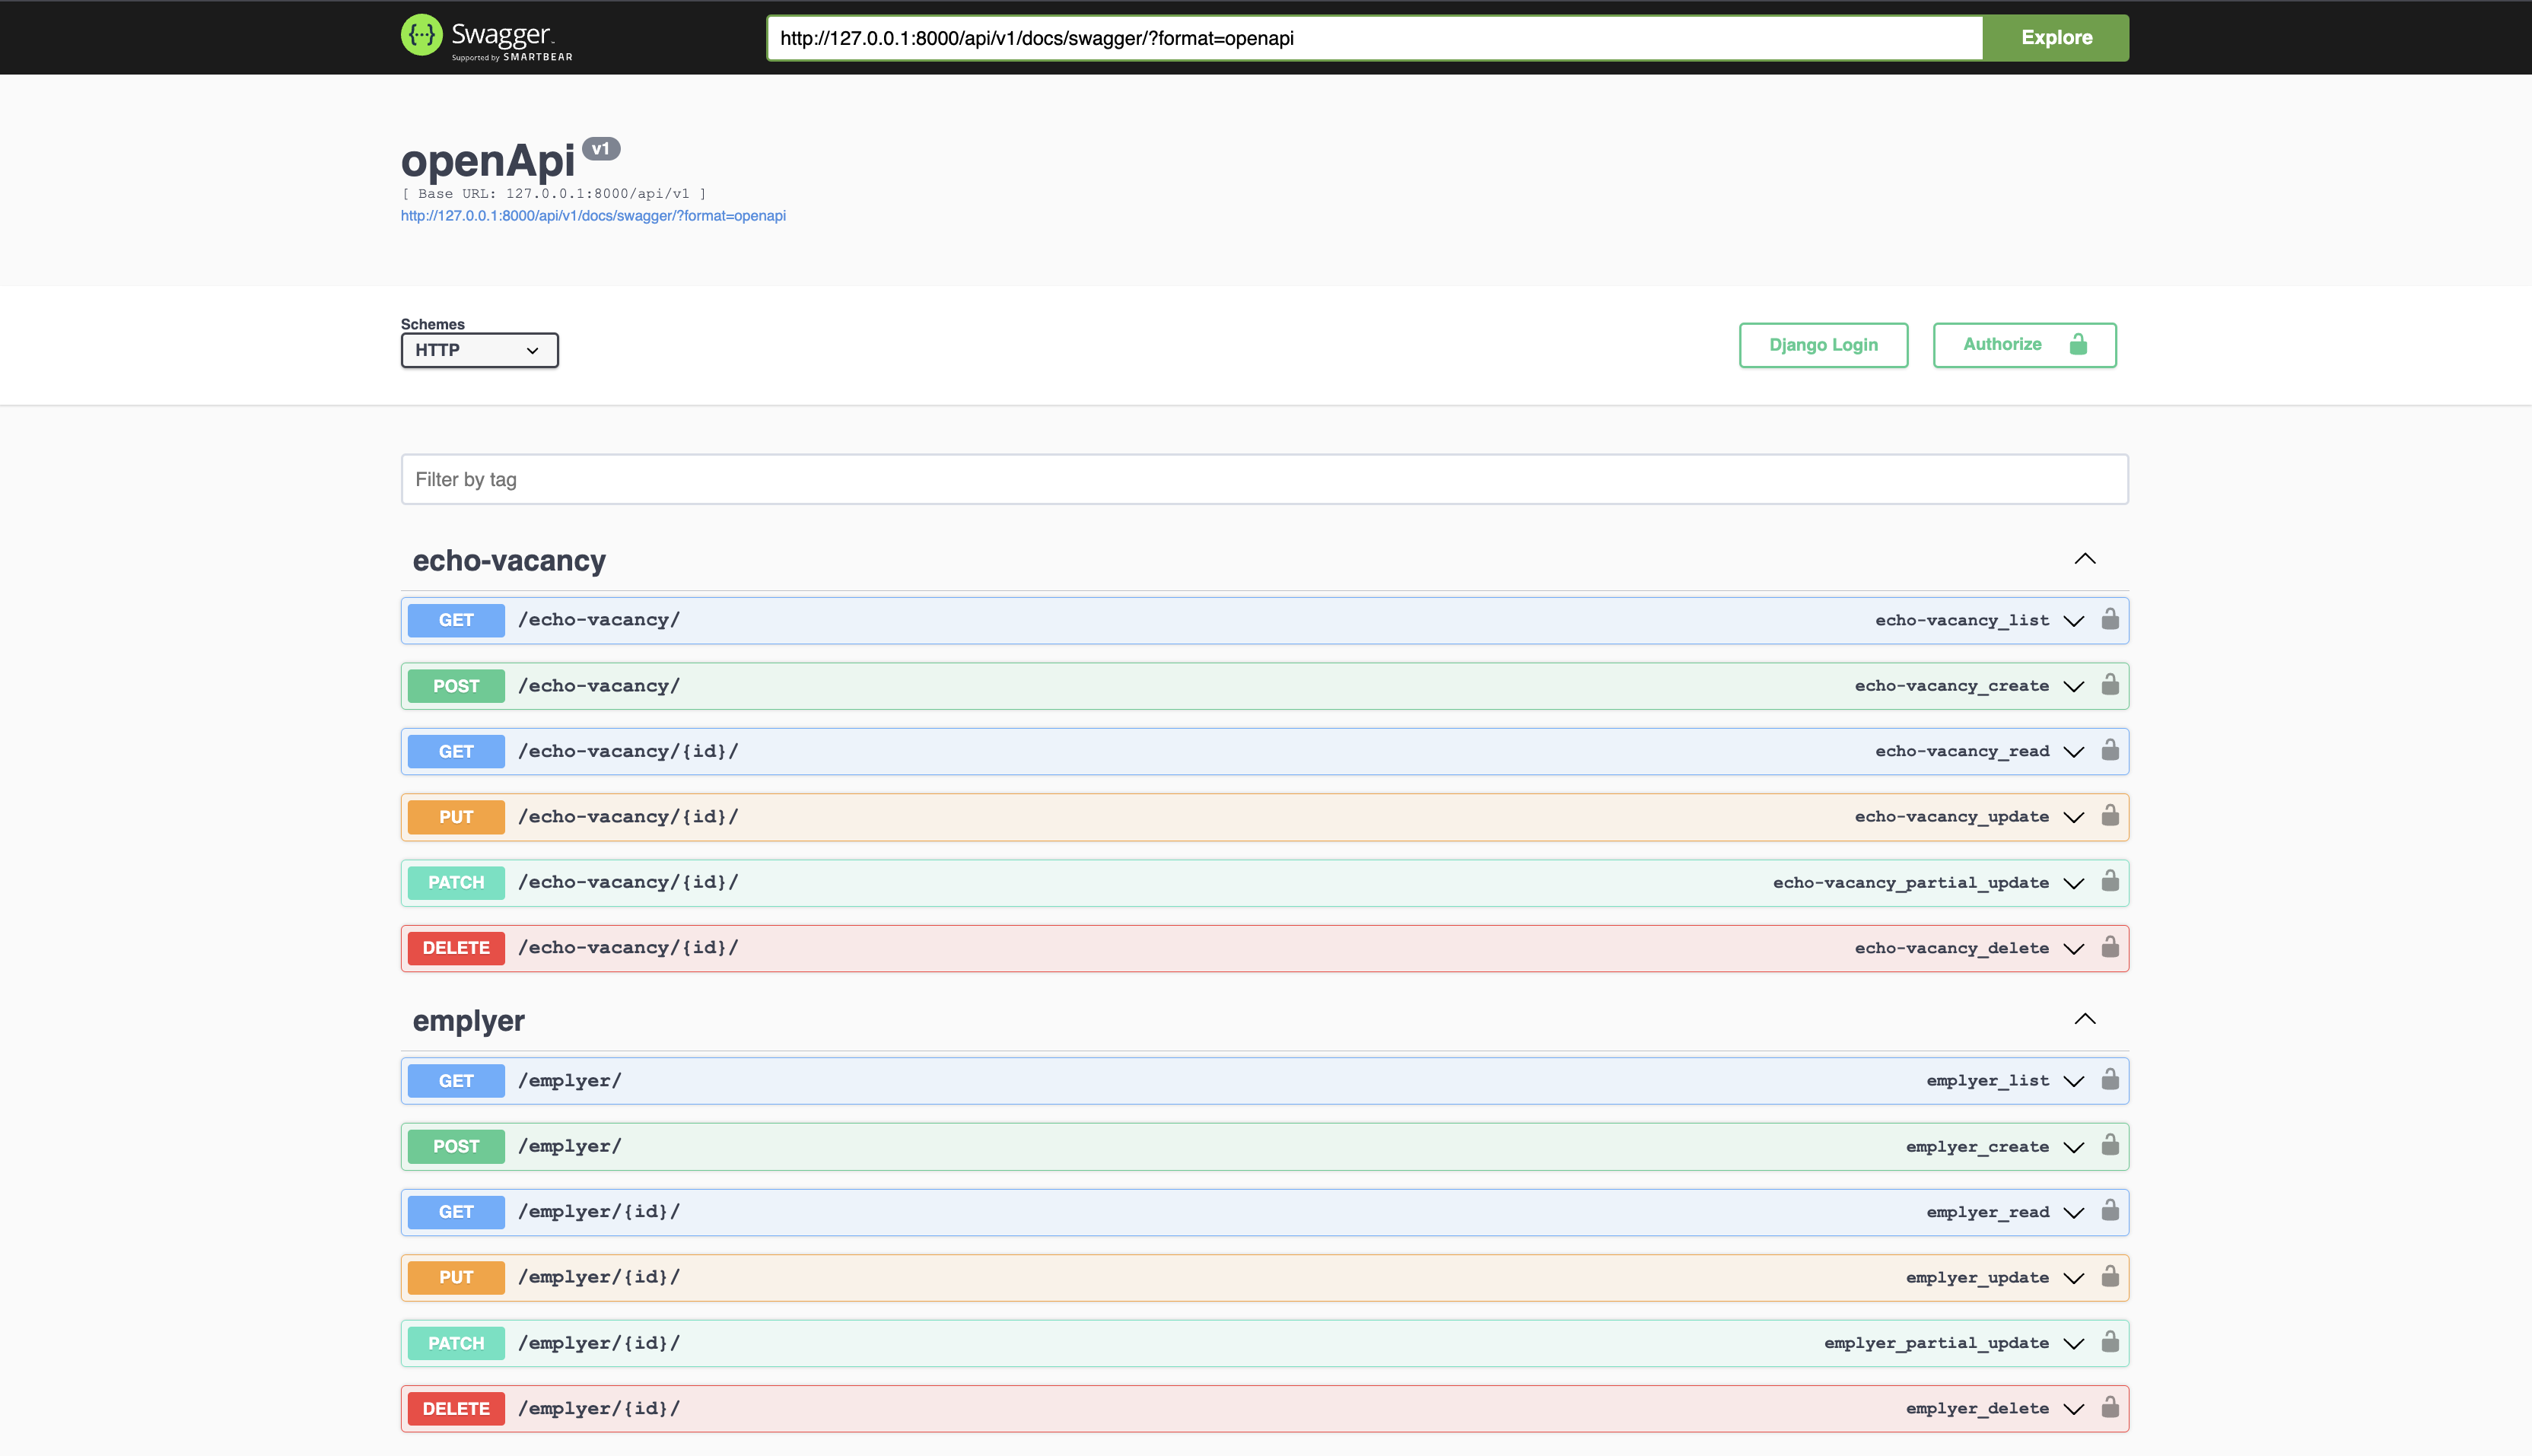 Swagger
Supported by SMARTBEAR
http://127.0.0.1:8000/api/v1/docs/swagger/?format=openapi
Explore
openApi v1
[ Base URL: 127.0.0.1:8000/api/v1 ]
http://127.0.0.1:8000/api/v1/docs/swagger/?format=openapi
Schemes
HTTP
Django Login
Authorize
Filter by tag
echo-vacancy
GET /echo-vacancy/ echo-vacancy_list
POST /echo-vacancy/ echo-vacancy_create
GET /echo-vacancy/{id}/ echo-vacancy_read
PUT /echo-vacancy/{id}/ echo-vacancy_update
PATCH /echo-vacancy/{id}/ echo-vacancy_partial_update
DELETE /echo-vacancy/{id}/ echo-vacancy_delete
emplyer
GET /emplyer/ emplyer_list
POST /emplyer/ emplyer_create
GET /emplyer/{id}/ emplyer_read
PUT /emplyer/{id}/ emplyer_update
PATCH /emplyer/{id}/ emplyer_partial_update
DELETE /emplyer/{id}/ emplyer_delete